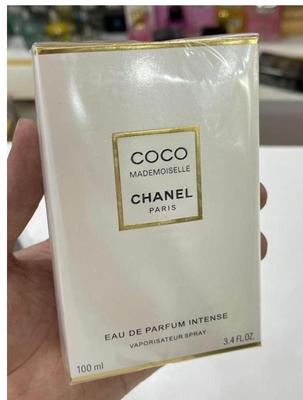 COCO
MADEMOISELLE
CHANEL
PARIS
EAU DE PARFUM INTENSE
VAPORISATEUR SPRAY
100 ml
3.4 FL.OZ.